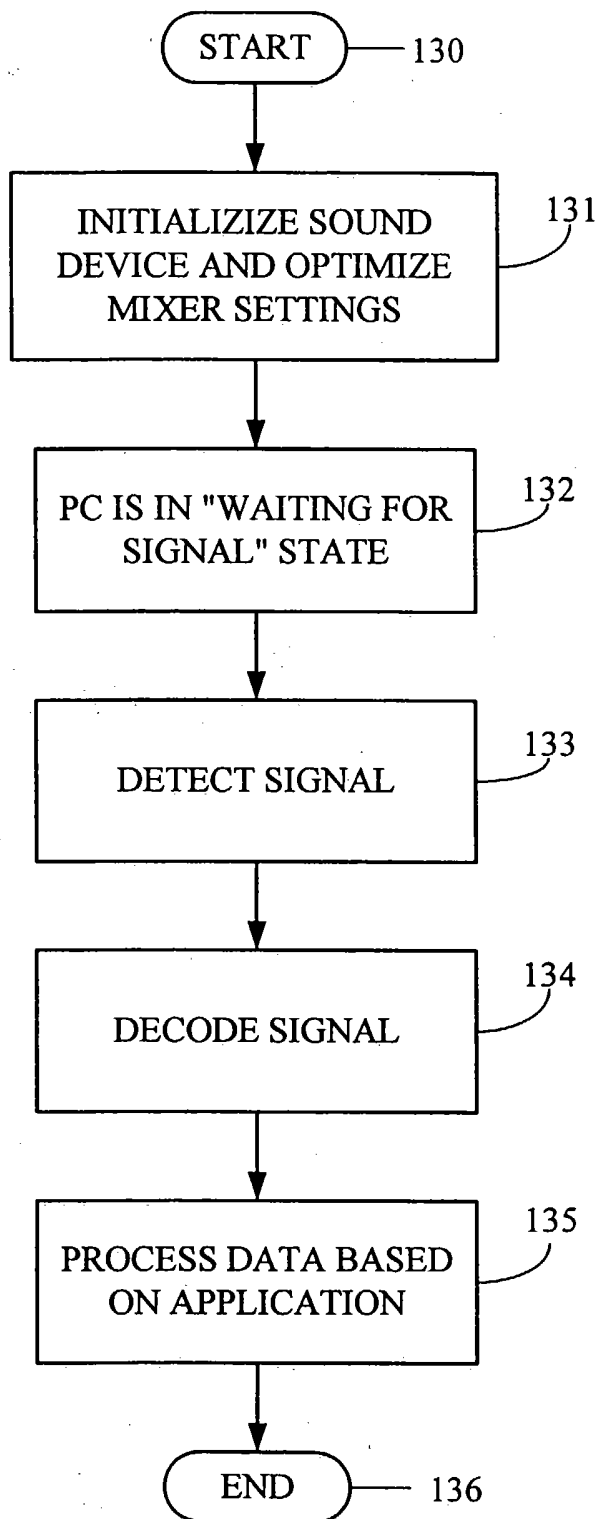 START
130
INITIALIZIZE SOUND
DEVICE AND OPTIMIZE
MIXER SETTINGS
131
PC IS IN "WAITING FOR
SIGNAL" STATE
132
DETECT SIGNAL
133
DECODE SIGNAL
134
PROCESS DATA BASED
ON APPLICATION
135
END
136